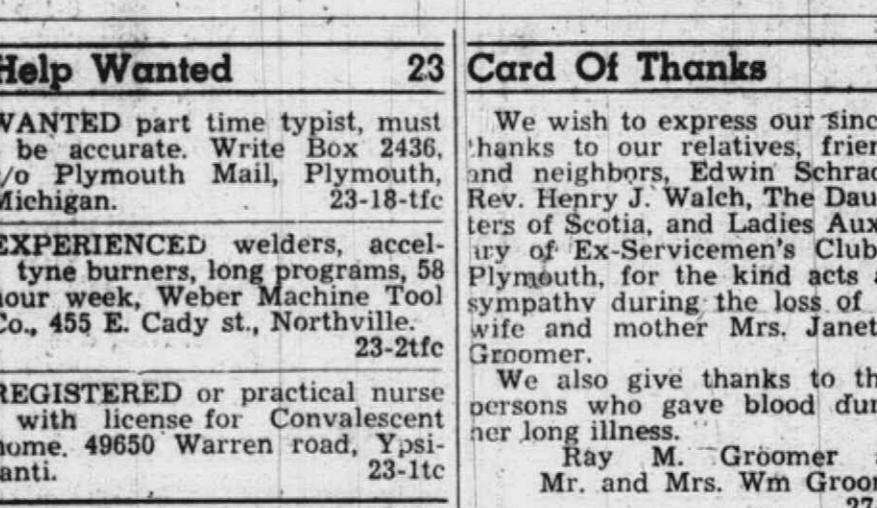 Help Wanted 23
WANTED part time typist, must
be accurate. Write Box 2436,
c/o Plymouth Mail, Plymouth,
Michigan. 23-18-tfc
EXPERIENCED welders, accel-
tyne burners, long programs, 58
hour week, Weber Machine Tool
Co., 455 E. Cady st., Northville.
23-2tfc
REGISTERED or practical nurse
with license for Convalescent
home. 49650 Warren road, Ypsi-
lanti. 23-1tc
Card Of Thanks
We wish to express our sinc
thanks to our relatives, frien
and neighbors, Edwin Schrad
Rev. Henry J. Walch, The Dau
ters of Scotia, and Ladies Aux
iary of Ex-Servicemen's Club
Plymouth, for the kind acts a
sympathy during the loss of
wife and mother Mrs. Janet
Groomer.
We also give thanks to th
persons who gave blood dur
her long illness.
Ray M. Groomer
Mr. and Mrs. Wm Groor
27